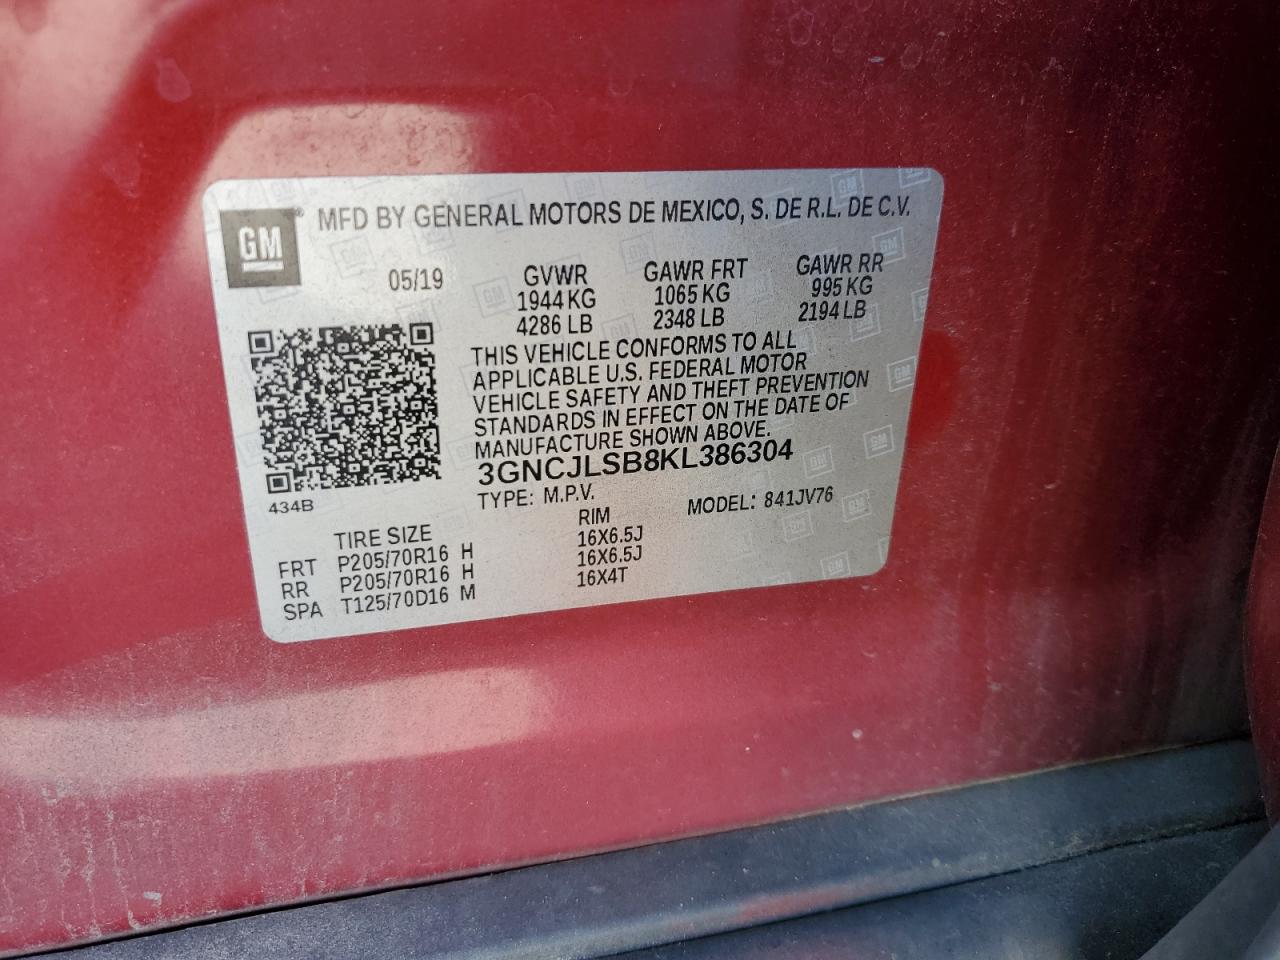 GM® MFD BY GENERAL MOTORS DE MEXICO, S. DE R.L. DE C.V.
05/19 GVWR GAWR FRT GAWR RR
1944 KG 1065 KG 995 KG
4286 LB 2348 LB 2194 LB
THIS VEHICLE CONFORMS TO ALL
APPLICABLE U.S. FEDERAL MOTOR
VEHICLE SAFETY AND THEFT PREVENTION
STANDARDS IN EFFECT ON THE DATE OF
MANUFACTURE SHOWN ABOVE.
3GNCJLSB8KL386304
434B
TYPE: M.P.V. MODEL: 841JV76
TIRE SIZE RIM
FRT P205/70R16 H 16X6.5J
RR P205/70R16 H 16X6.5J
SPA T125/70D16 M 16X4T